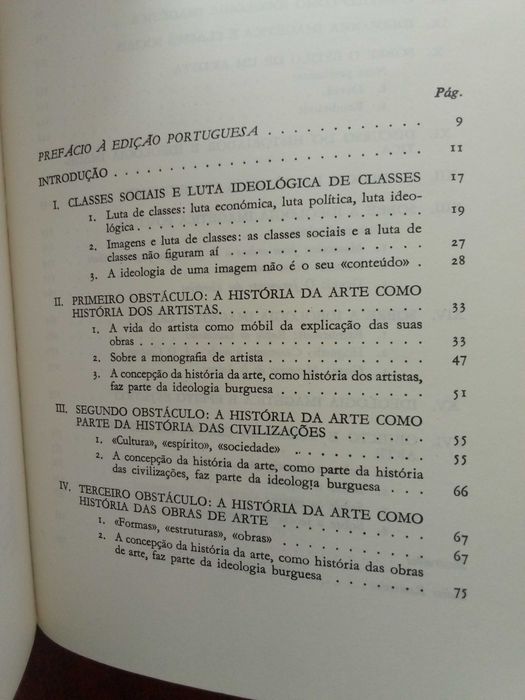 Pág.
PREFÁCIO À EDIÇÃO PORTUGUESA . . . . . . . . . . . 9
INTRODUÇÃO . . . . . . . . . . . . . . . . . . . . 11
I. CLASSES SOCIAIS E LUTA IDEOLÓGICA DE CLASSES 17
1. Luta de classes: luta económica, luta política, luta ideo-
lógica . . . . . . . . . . . . . . . . . . 19
2. Imagens e luta de classes: as classes sociais e a luta de
classes não figuram aí . . . . . . . . . . . . 27
3. A ideologia de uma imagem não é o seu «conteúdo» . 28
II. PRIMEIRO OBSTÁCULO: A HISTÓRIA DA ARTE COMO
HISTÓRIA DOS ARTISTAS. . . . . . . . . . . . . 33
1. A vida do artista como móbil da explicação das suas
obras . . . . . . . . . . . . . . . . . . 33
2. Sobre a monografia de artista . . . . . . . . . 47
3. A concepção da história da arte, como história dos artistas,
faz parte da ideologia burguesa . . . . . . . . 51
III. SEGUNDO OBSTÁCULO: A HISTÓRIA DA ARTE COMO
PARTE DA HISTÓRIA DAS CIVILIZAÇÕES . . . . . . 55
1. «Cultura», «espírito», «sociedade» . . . . . . . . 55
2. A concepção da história da arte, como parte da história
das civilizações, faz parte da ideologia burguesa . . . 66
IV. TERCEIRO OBSTÁCULO: A HISTÓRIA DA ARTE COMO
HISTÓRIA DAS OBRAS DE ARTE . . . . . . . . . . 67
1. «Formas», «estruturas», «obras» . . . . . . . . . 67
2. A concepção da história da arte, como história das obras
de arte, faz parte da ideologia burguesa . . . . . . 75